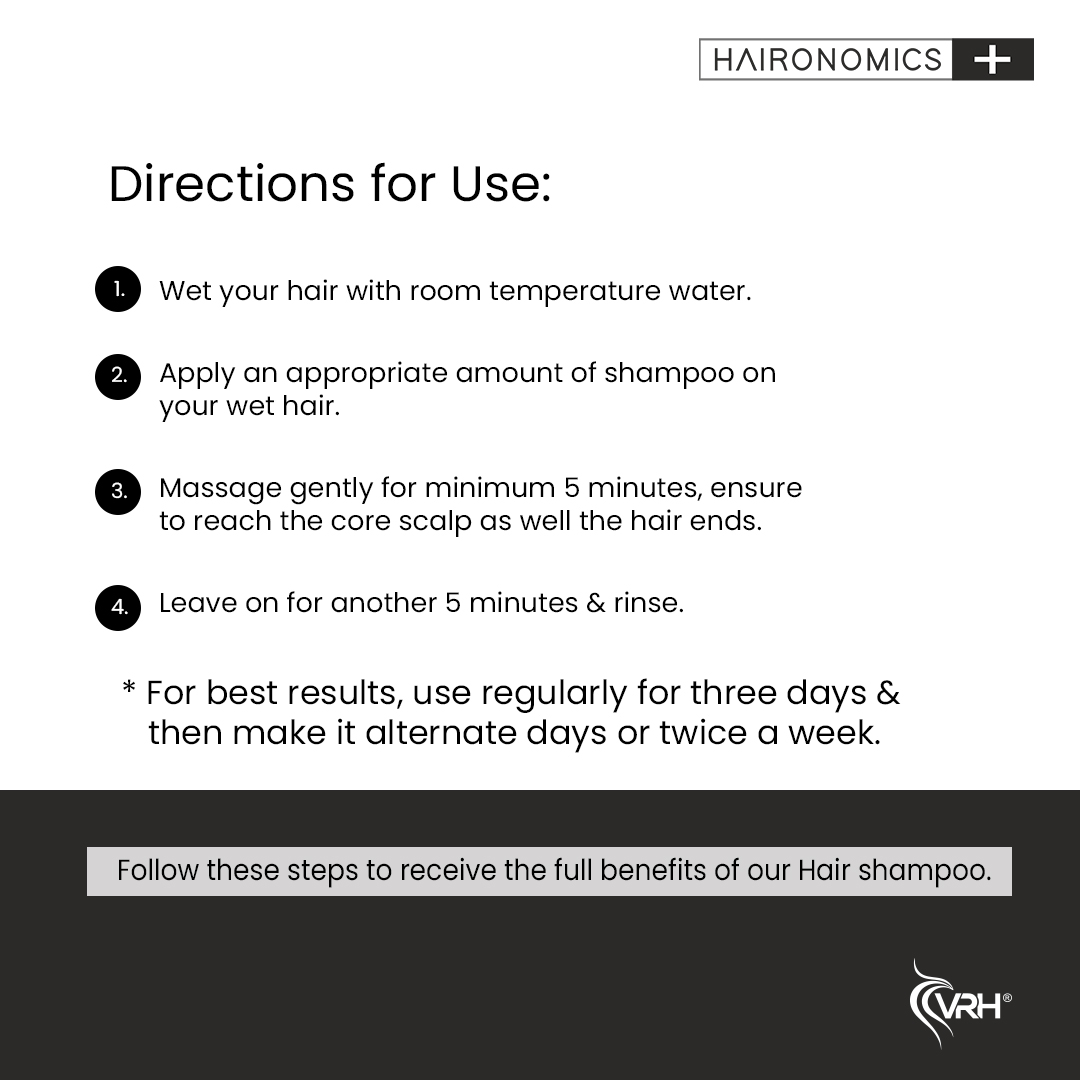 HAIRONOMICS +
Directions for Use:
1. Wet your hair with room temperature water.
2. Apply an appropriate amount of shampoo on
your wet hair.
3. Massage gently for minimum 5 minutes, ensure
to reach the core scalp as well the hair ends.
4. Leave on for another 5 minutes & rinse.
* For best results, use regularly for three days &
then make it alternate days or twice a week.
Follow these steps to receive the full benefits of our Hair shampoo.
VRH®